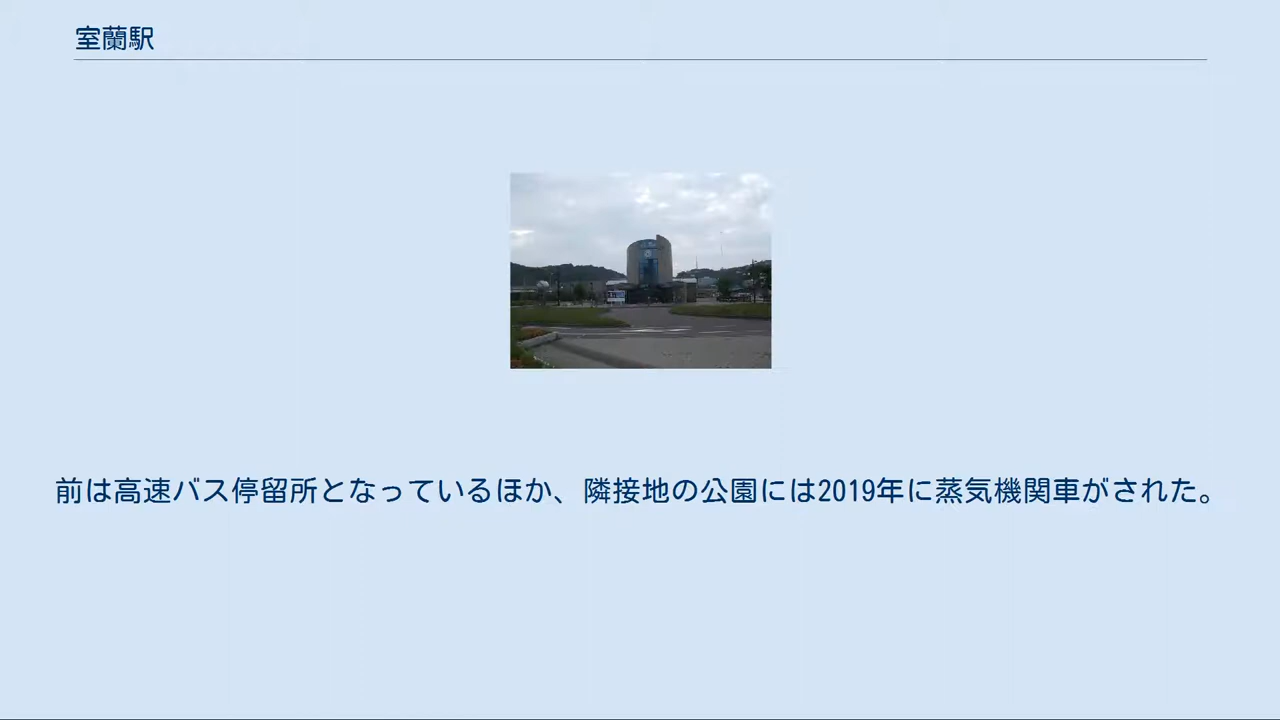 室蘭駅
前は高速バス停留所となっているほか、隣接地の公園には2019年に蒸気機関車がされた。